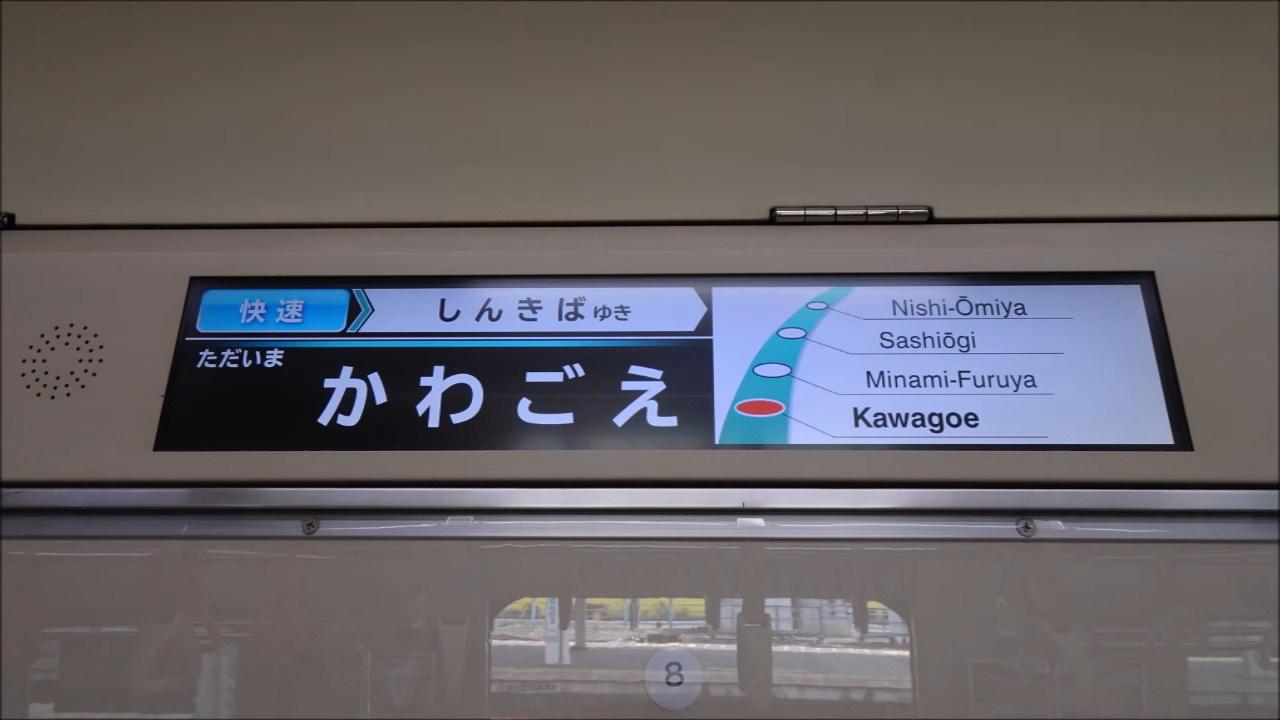 快速 しんきばゆき
ただいま
かわごえ
Nishi-Ōmiya
Sashiōgi
Minami-Furuya
Kawagoe
8